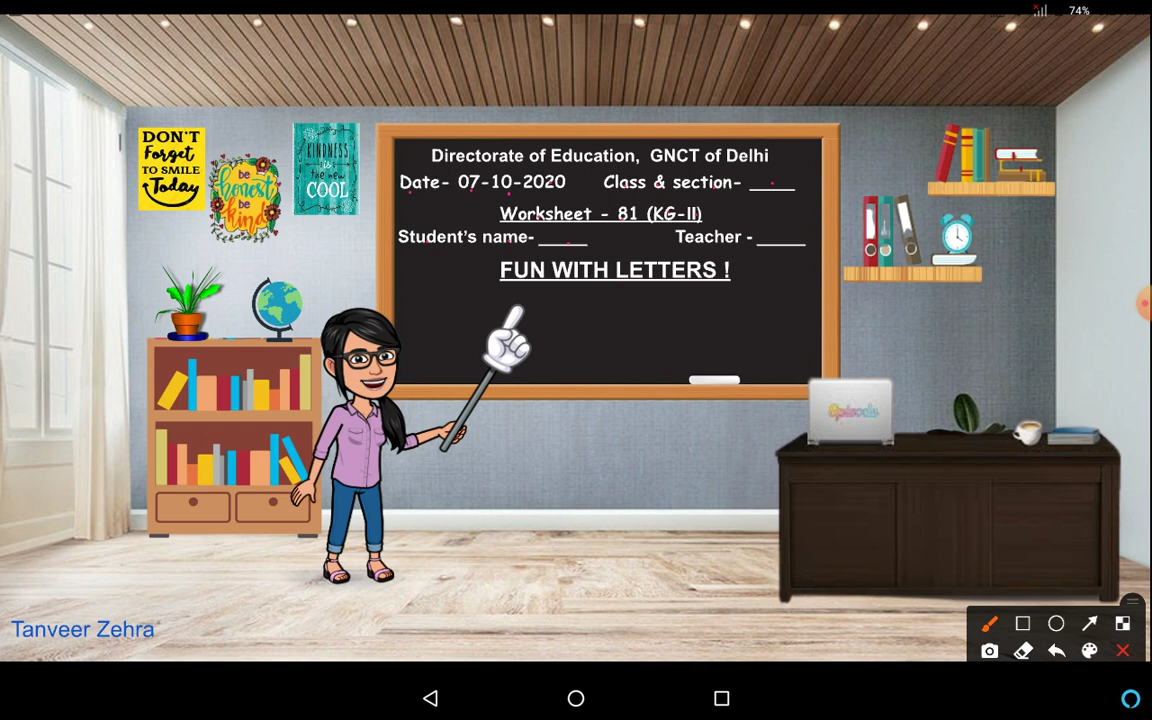 74%
DON'T
Forget
TO SMILE
Today
be
honest
be
kind
KINDNESS
is
the new
COOL
Directorate of Education, GNCT of Delhi
Date- 07-10-2020 Class & section- _____
Worksheet - 81 (KG-II)
Student's name- _____ Teacher - _____
FUN WITH LETTERS !
Episode
Tanveer Zehra